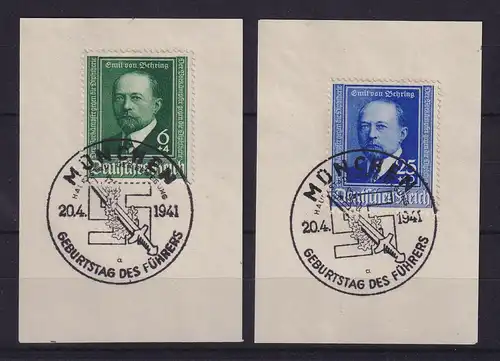 Emil von Behring
6+4
Deutsches Reich
MÜNCHEN
20.4. 1941
a
GEBURTSTAG DES FÜHRERS
Emil von Behring
25
Deutsches Reich
MÜNCHEN
20.4. 1941
a
GEBURTSTAG DES FÜHRERS